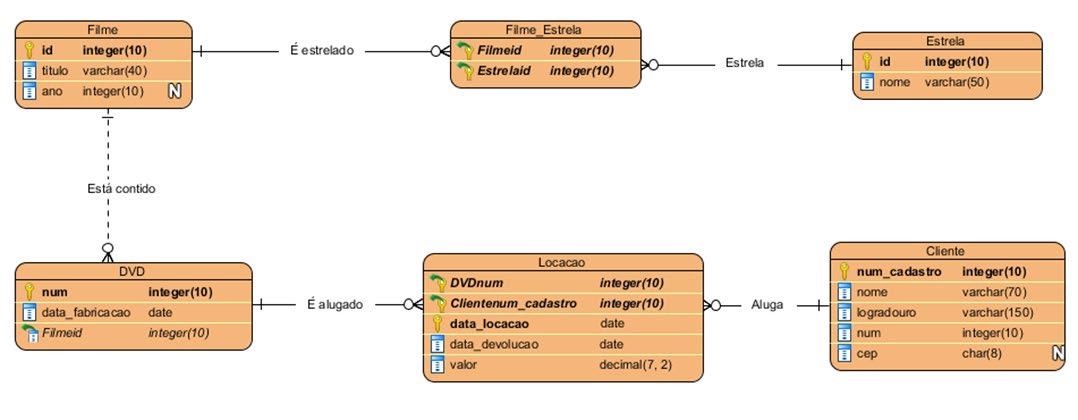 Filme
id integer(10)
titulo varchar(40)
ano integer(10) N
É estrelado
Filme_Estrela
Filmeid integer(10)
Estrelaid integer(10)
Estrela
Estrela
id integer(10)
nome varchar(50)
Está contido
DVD
num integer(10)
data_fabricacao date
Filmeid integer(10)
É alugado
Locacao
DVDnum integer(10)
Clientenum_cadastro integer(10)
data_locacao date
data_devolucao date
valor decimal(7, 2)
Aluga
Cliente
num_cadastro integer(10)
nome varchar(70)
logradouro varchar(150)
num integer(10)
cep char(8) N